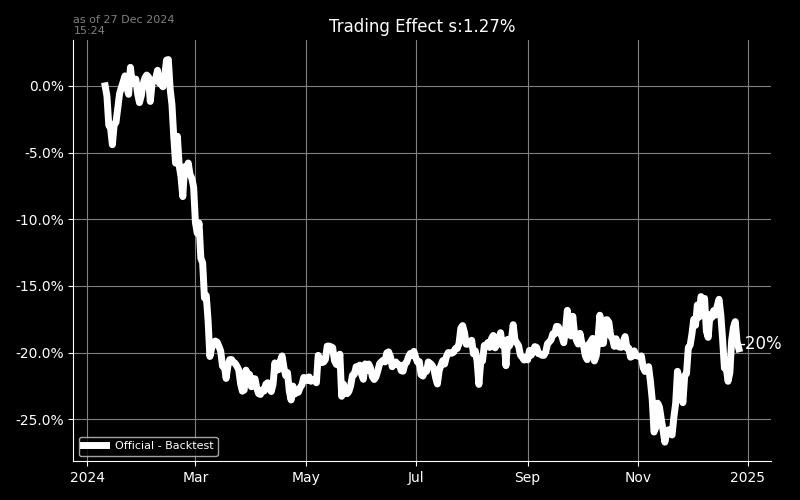 as of 27 Dec 2024
15:24
Trading Effect s:1.27%
0.0%
-5.0%
-10.0%
-15.0%
-20.0%
-25.0%
-20%
Official - Backtest
2024 Mar May Jul Sep Nov 2025